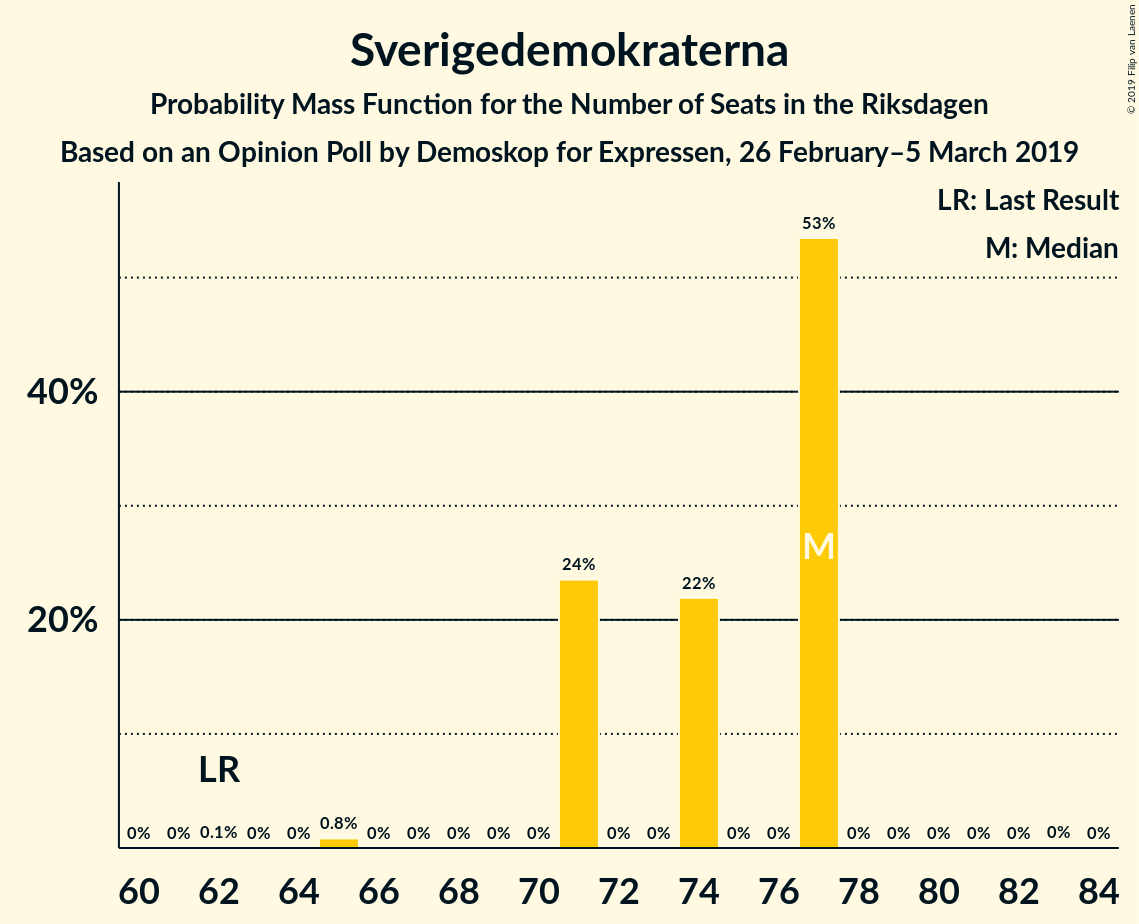 Sverigedemokraterna
Probability Mass Function for the Number of Seats in the Riksdagen
Based on an Opinion Poll by Demoskop for Expressen, 26 February–5 March 2019
© 2019 Filip van Laenen
LR: Last Result
M: Median
53%
40%
M
24%
22%
20%
LR
0% 0% 0.1% 0% 0% 0.8% 0% 0% 0% 0% 0% 0% 0% 0% 0% 0% 0% 0% 0% 0% 0% 0%
60 62 64 66 68 70 72 74 76 78 80 82 84